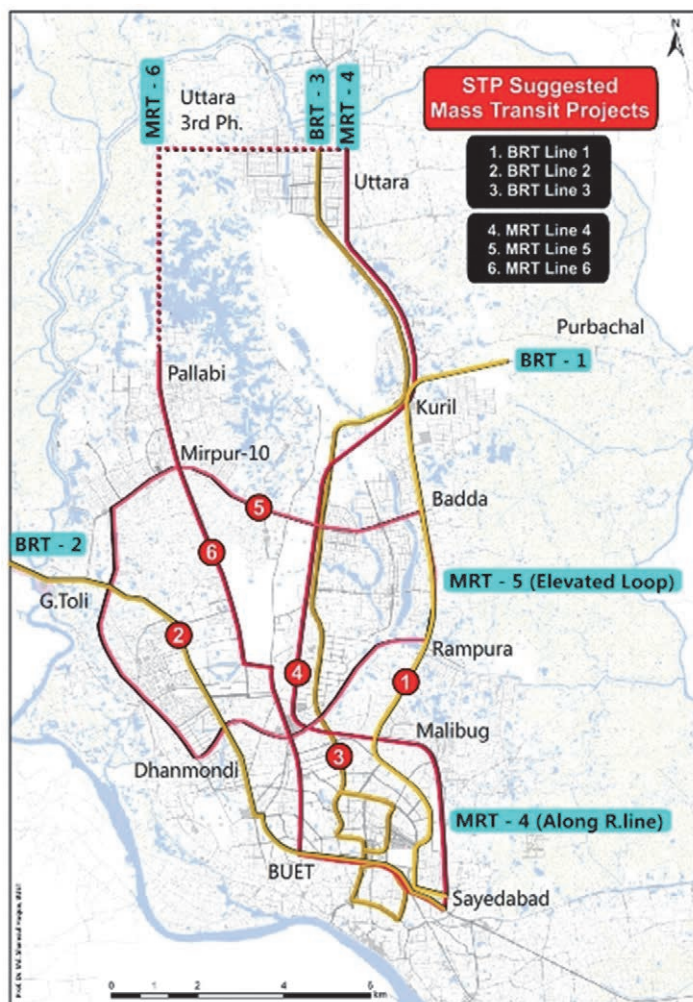 N
STP Suggested
Mass Transit Projects
1. BRT Line 1
2. BRT Line 2
3. BRT Line 3
4. MRT Line 4
5. MRT Line 5
6. MRT Line 6
MRT - 6
Uttara
3rd Ph.
BRT - 3
MRT - 4
Uttara
Purbachal
BRT - 1
Pallabi
Kuril
Mirpur-10
Badda
5
BRT - 2
6
MRT - 5 (Elevated Loop)
G.Toli
2
Rampura
4
1
Malibug
Dhanmondi
3
MRT - 4 (Along R.line)
BUET
Sayedabad
0
1
2
4
6
km